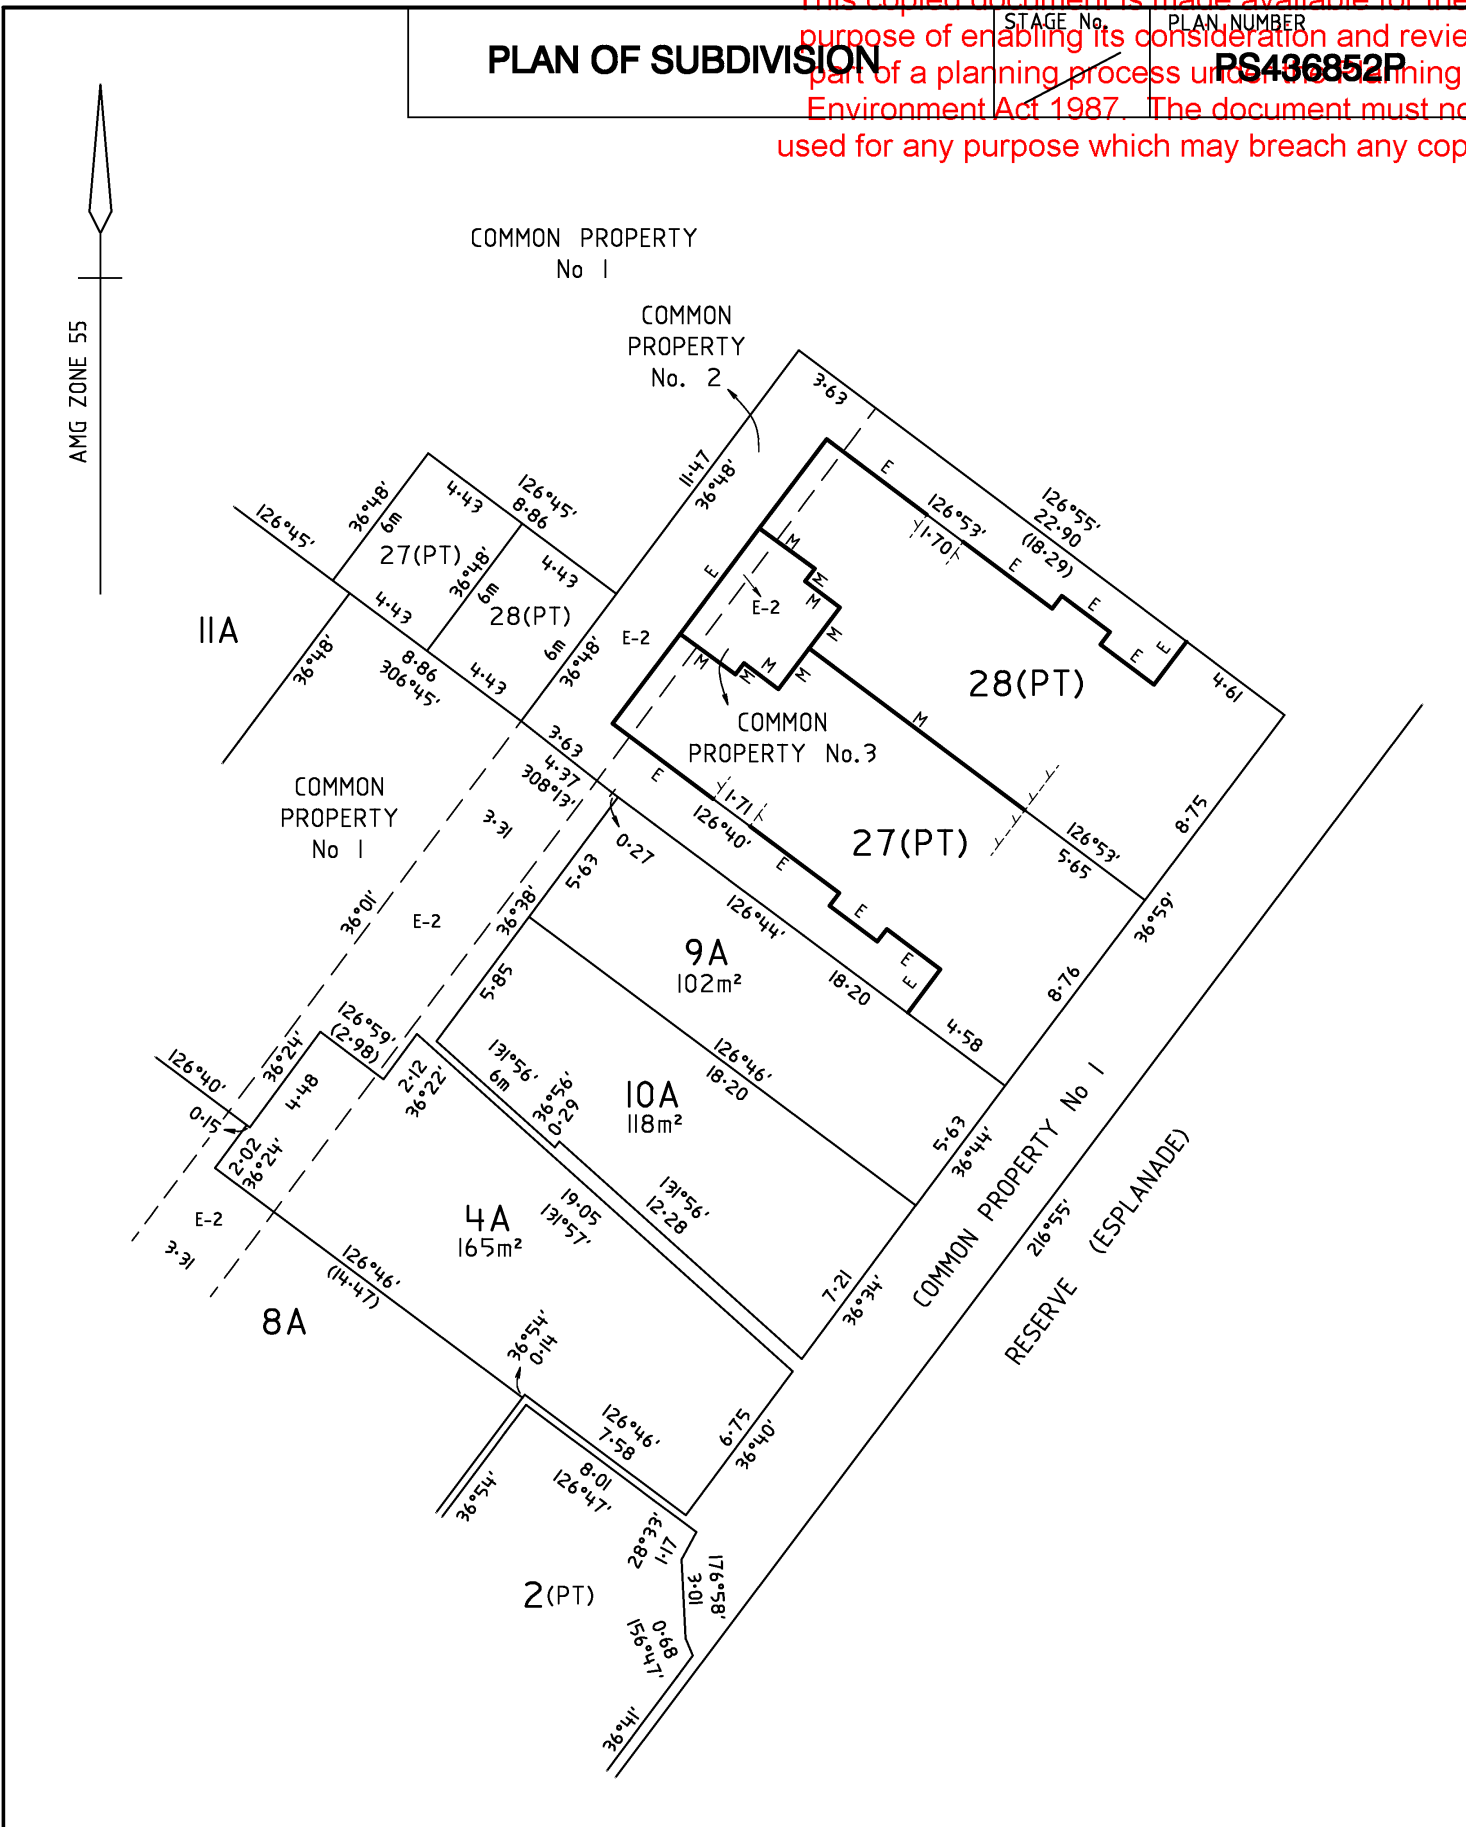 This copied document is made available for the
purpose of enabling its consideration and revie
part of a planning process under the Planning
Environment Act 1987. The document must no
used for any purpose which may breach any cop
PLAN OF SUBDIVISION
STAGE No.
PLAN NUMBER
PS436852P
AMG ZONE 55
COMMON PROPERTY
No 1
COMMON
PROPERTY
No. 2
3·63
11·47
36°48'
126°45'
36°48'
6m
4·43
126°45'
8·86
27(PT)
36°48'
6m
4·43
28(PT)
6m
36°48'
E-2
4·43
8·86
306°45'
4·43
11A
36°48'
E
126°53'
1·70
126°55'
22·90
(18·29)
E
E
E
E
E
M
M
M
M
M
E-2
M
M
M
M
28(PT)
4·61
COMMON
PROPERTY No.3
M
3·63
4·37
308°13'
E
1·71
126°40'
E
27(PT)
126°53'
5·65
8·75
36°59'
COMMON
PROPERTY
No 1
3·31
0·27
5·63
36°38'
36°01'
E-2
126°44'
9A
102m²
18·20
E
E
E
8·76
4·58
5·85
126°59'
(2·98)
36°24'
4·48
126°40'
0·15
2·02
36°24'
2·12
36°22'
131°56'
6m
36°56'
0·29
126°46'
18·20
10A
118m²
5·63
36°44'
COMMON PROPERTY No 1
216°55'
RESERVE (ESPLANADE)
E-2
3·31
4A
165m²
19·05
131°57'
131°56'
12·28
7·21
36°34'
126°46'
(14·47)
8A
36°54'
0·14
126°46'
7·58
8·01
126°47'
6·75
36°40'
36°54'
28°33'
1·17
176°58'
3·01
2(PT)
0·68
156°47'
36°41'